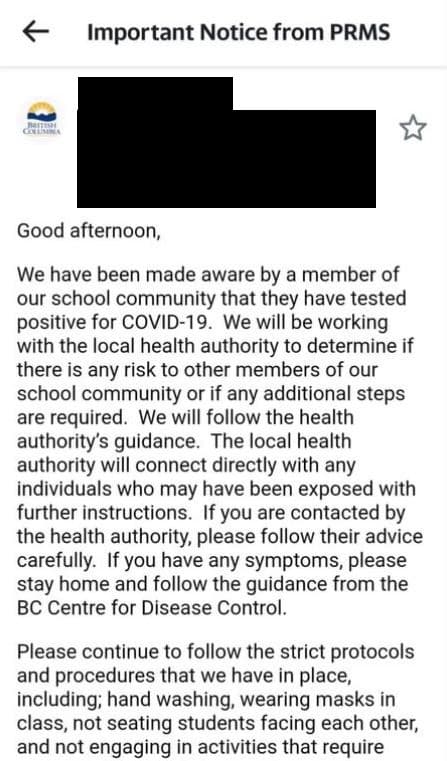 Important Notice from PRMS
BRITISH
COLUMBIA
Good afternoon,
We have been made aware by a member of
our school community that they have tested
positive for COVID-19.  We will be working
with the local health authority to determine if
there is any risk to other members of our
school community or if any additional steps
are required.  We will follow the health
authority's guidance.  The local health
authority will connect directly with any
individuals who may have been exposed with
further instructions.  If you are contacted by
the health authority, please follow their advice
carefully.  If you have any symptoms, please
stay home and follow the guidance from the
BC Centre for Disease Control.
Please continue to follow the strict protocols
and procedures that we have in place,
including; hand washing, wearing masks in
class, not seating students facing each other,
and not engaging in activities that require